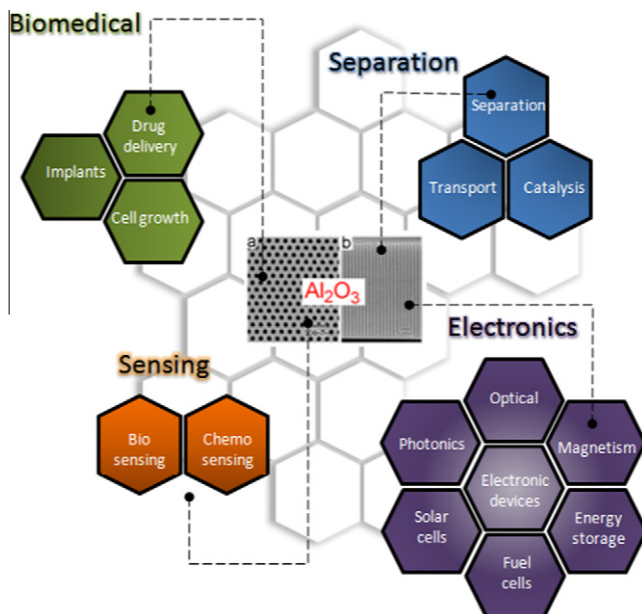 Biomedical
Drug
delivery
Implants
Cell growth
Separation
Separation
Transport
Catalysis
a
b
Al₂O₃
Sensing
Bio
sensing
Chemo
sensing
Electronics
Optical
Photonics
Magnetism
Electronic
devices
Solar
cells
Energy
storage
Fuel
cells